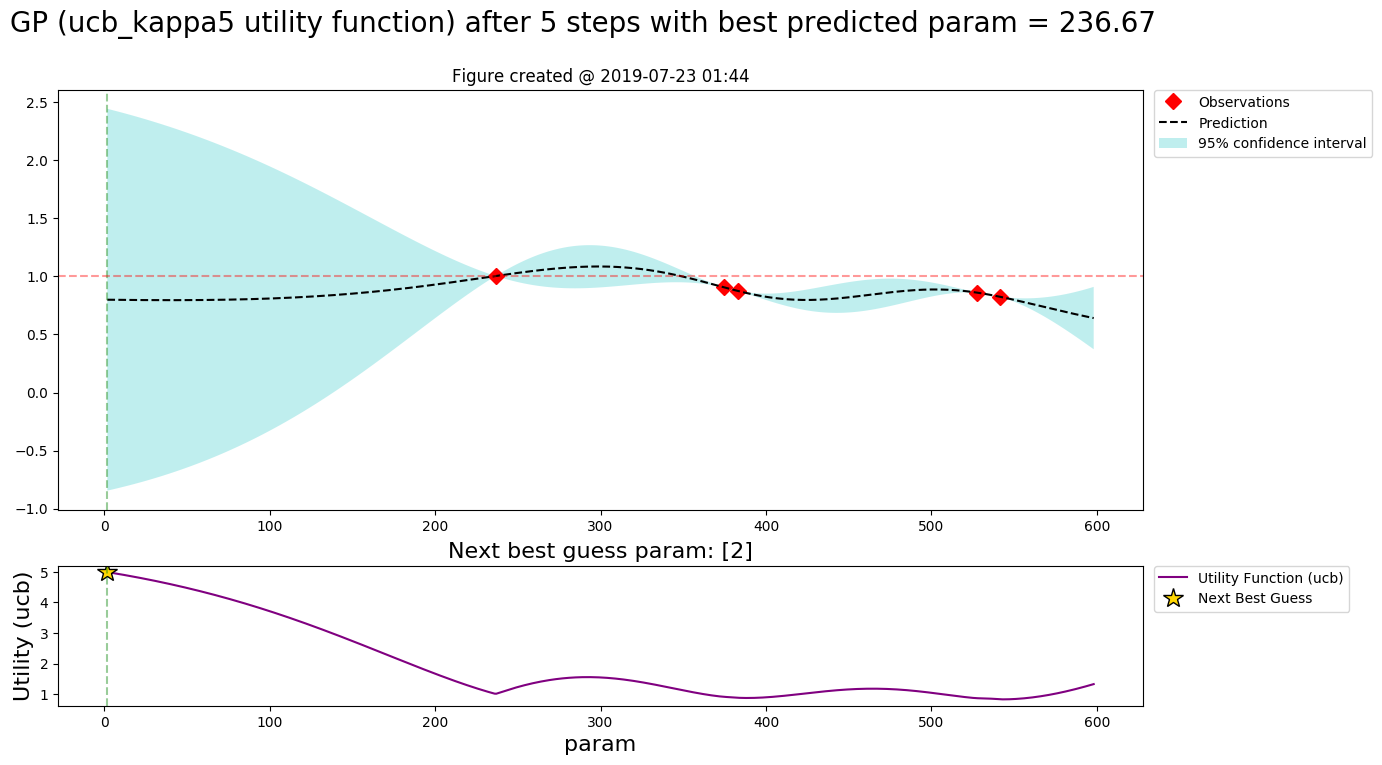 GP (ucb_kappa5 utility function) after 5 steps with best predicted param = 236.67
Figure created @ 2019-07-23 01:44
2.5
2.0
1.5
1.0
0.5
0.0
−0.5
−1.0
0 100 200 300 400 500 600
Observations
Prediction
95% confidence interval
Next best guess param: [2]
Utility (ucb)
5
4
3
2
1
0 100 200 300 400 500 600
param
Utility Function (ucb)
Next Best Guess